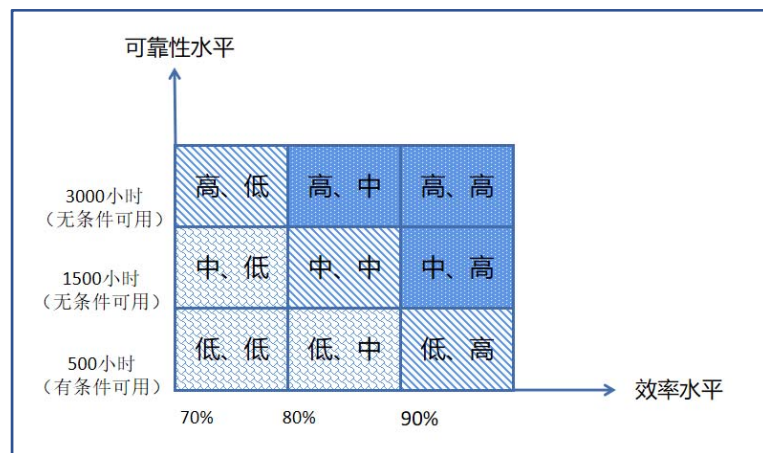 可靠性水平
3000小时
（无条件可用）
高、低 高、中 高、高
1500小时
（无条件可用）
中、低 中、中 中、高
500小时
（有条件可用）
低、低 低、中 低、高
效率水平
70% 80% 90%